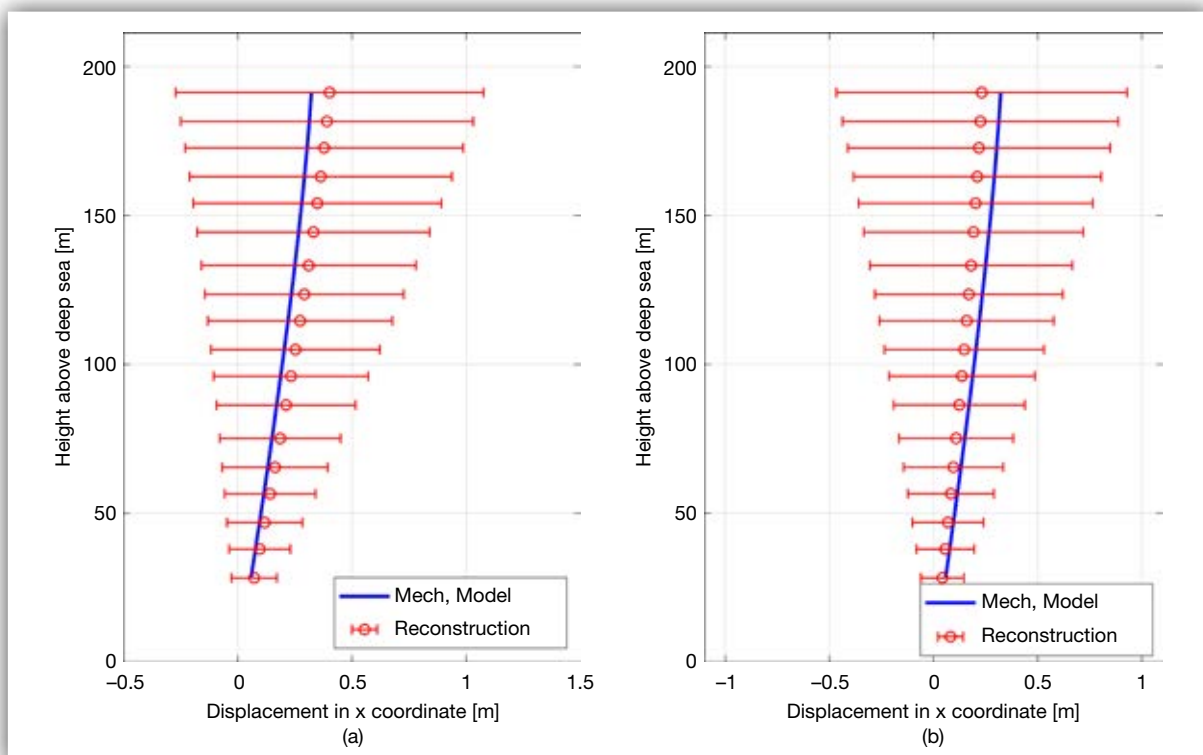 200
150
100
50
0
Height above deep sea [m]
−0.5 0 0.5 1 1.5
Displacement in x coordinate [m]
(a)
Mech, Model
Reconstruction
200
150
100
50
0
Height above deep sea [m]
−1 −0.5 0 0.5 1
Displacement in x coordinate [m]
(b)
Mech, Model
Reconstruction